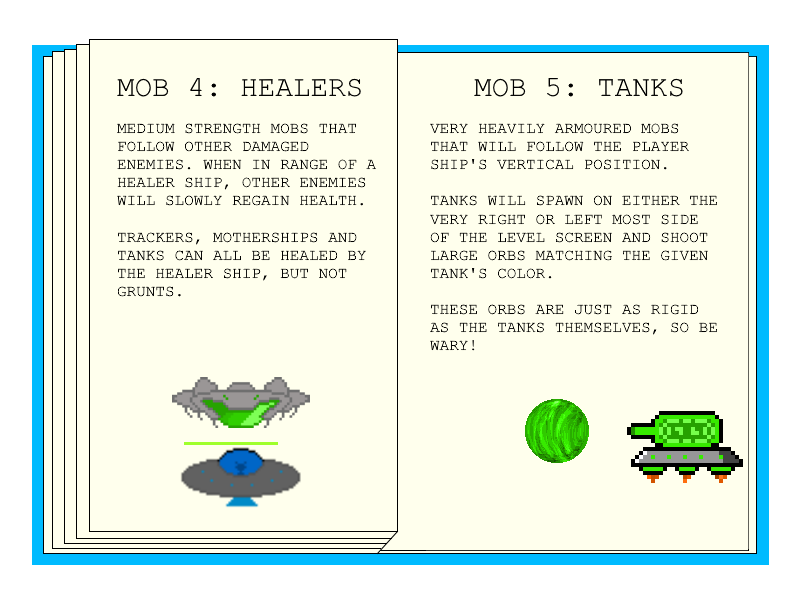 MOB 4: HEALERS
MEDIUM STRENGTH MOBS THAT
FOLLOW OTHER DAMAGED
ENEMIES. WHEN IN RANGE OF A
HEALER SHIP, OTHER ENEMIES
WILL SLOWLY REGAIN HEALTH.
TRACKERS, MOTHERSHIPS AND
TANKS CAN ALL BE HEALED BY
THE HEALER SHIP, BUT NOT
GRUNTS.
MOB 5: TANKS
VERY HEAVILY ARMOURED MOBS
THAT WILL FOLLOW THE PLAYER
SHIP'S VERTICAL POSITION.
TANKS WILL SPAWN ON EITHER THE
VERY RIGHT OR LEFT MOST SIDE
OF THE LEVEL SCREEN AND SHOOT
LARGE ORBS MATCHING THE GIVEN
TANK'S COLOR.
THESE ORBS ARE JUST AS RIGID
AS THE TANKS THEMSELVES, SO BE
WARY!